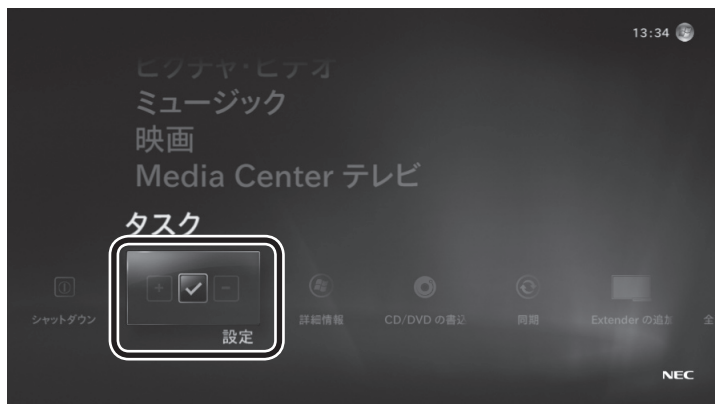 13:34
ピクチャ・ビデオ
ミュージック
映画
Media Center テレビ
タスク
シャットダウン
設定
詳細情報
CD/DVD の書込
同期
Extender の追加
全
NEC